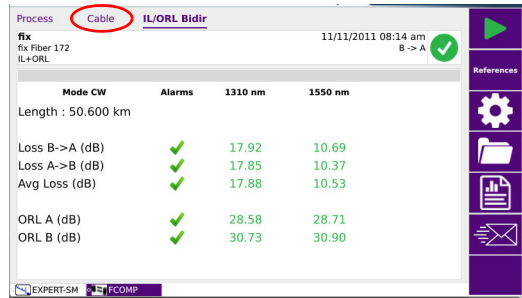 Process Cable IL/ORL Bidir
fix 11/11/2011 08:14 am
fix Fiber 172 B -> A
IL+ORL
References
Mode CW Alarms 1310 nm 1550 nm
Length : 50.600 km
Loss B->A (dB) 17.92 10.69
Loss A->B (dB) 17.85 10.37
Avg Loss (dB) 17.88 10.53
ORL A (dB) 28.58 28.71
ORL B (dB) 30.73 30.90
EXPERT-SM FCOMP